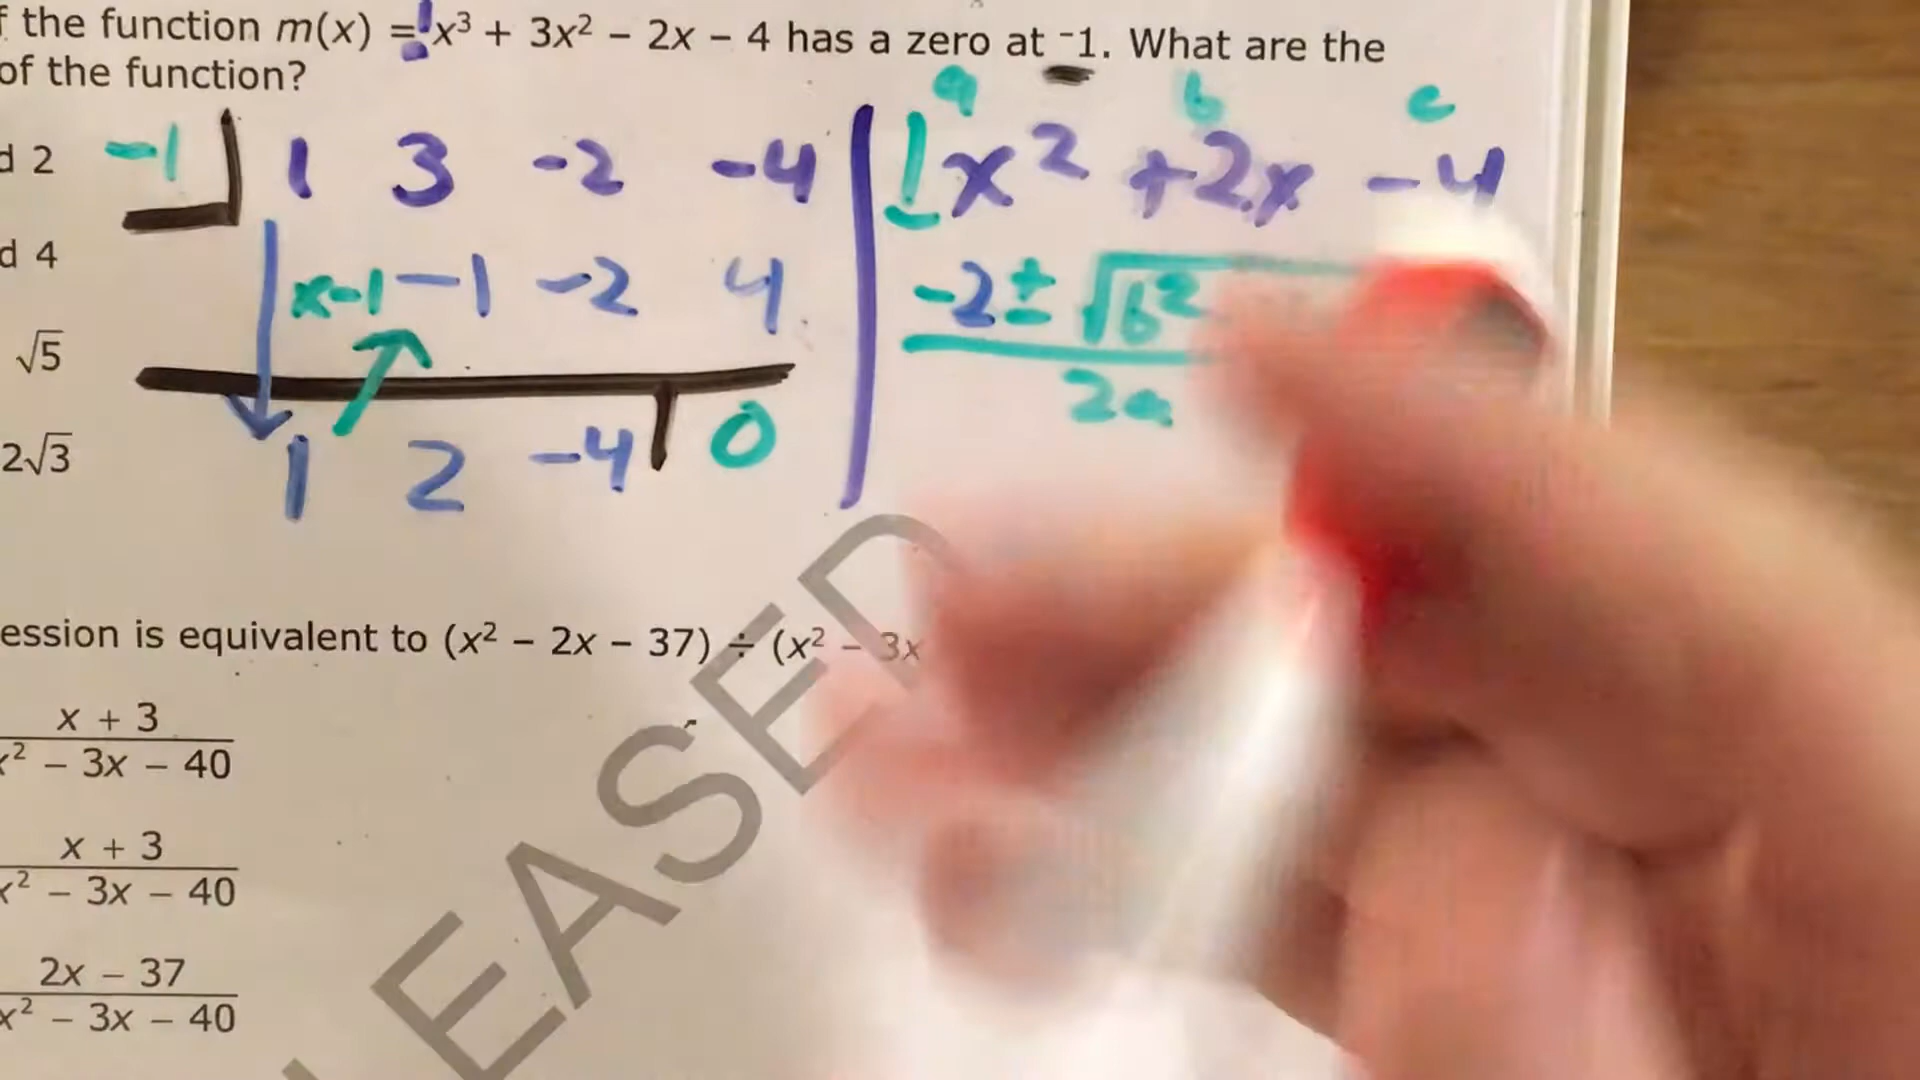 f the function m(x) = 1x³ + 3x² − 2x − 4 has a zero at ⁻1. What are the
of the function?
a b c
d 2
-1 1 3 -2 -4
1x² +2x -4
d 4
x-1 -1 -2 4
-2 ± √b²
2a
√5
1 2 -4 0
2√3
ession is equivalent to (x² − 2x − 37) ÷ (x² − 3x
x + 3
x² − 3x − 40
x + 3
x² − 3x − 40
2x − 37
x² − 3x − 40
LEASED